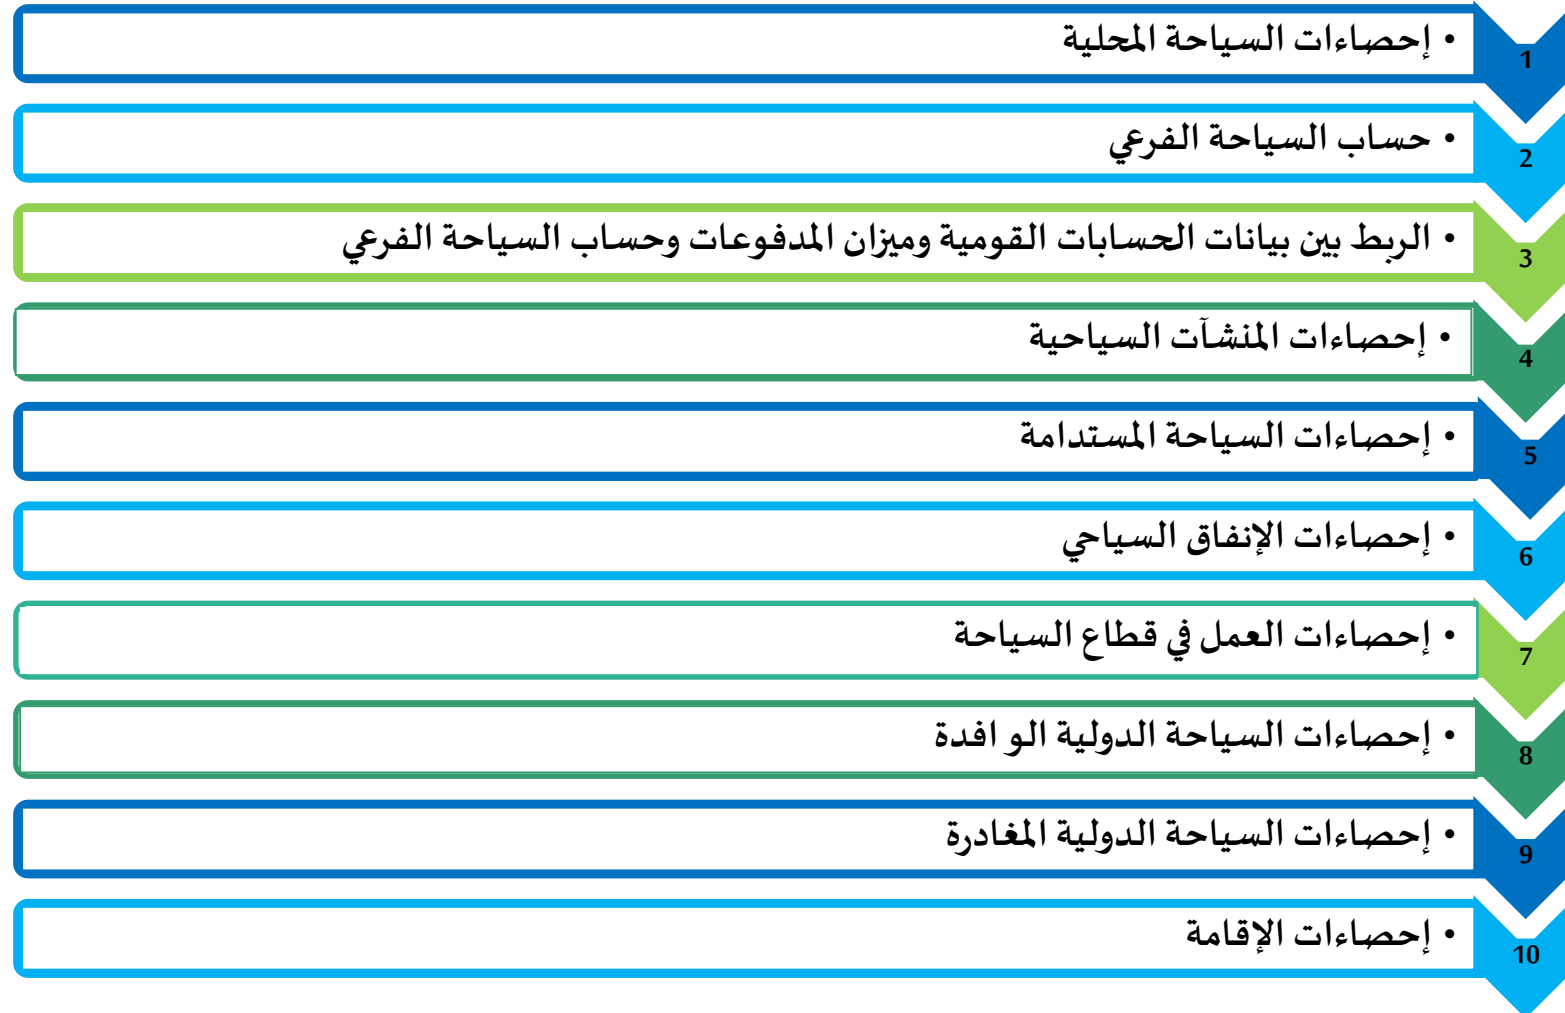 1 • إحصاءات السياحة المحلية
2 • حساب السياحة الفرعي
3 • الربط بين بيانات الحسابات القومية وميزان المدفوعات وحساب السياحة الفرعي
4 • إحصاءات المنشآت السياحية
5 • إحصاءات السياحة المستدامة
6 • إحصاءات الإنفاق السياحي
7 • إحصاءات العمل في قطاع السياحة
8 • إحصاءات السياحة الدولية الو افدة
9 • إحصاءات السياحة الدولية المغادرة
10 • إحصاءات الإقامة